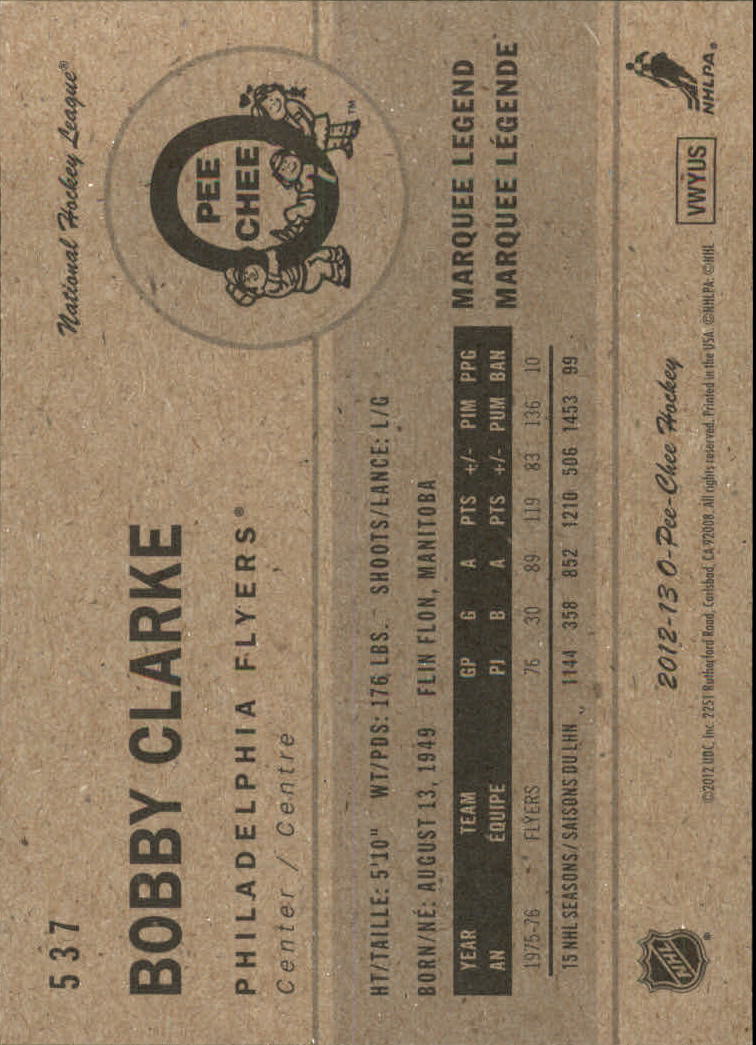 537
National Hockey League®
BOBBY CLARKE
PHILADELPHIA FLYERS®
Center / Centre
PEE
CHEE
TM
HT/TAILLE: 5'10" WT/PDS: 176 LBS. SHOOTS/LANCE: L/G
BORN/NÉ: AUGUST 13, 1949 FLIN FLON, MANITOBA
MARQUEE LEGEND
MARQUEE LÉGENDE
YEAR TEAM GP G A PTS +/- PIM PPG
AN ÉQUIPE PJ B A PTS +/- PUM BAN
1975-76 FLYERS 76 30 89 119 83 136 10
15 NHL SEASONS/SAISONS DU LHN 1144 358 852 1210 506 1453 99
NHL
®
2012-13 O-Pee-Chee Hockey
©2012 UDC, Inc. 2251 Rutherford Road, Carlsbad, CA 92008. All rights reserved. Printed in the USA. ©NHLPA. ©NHL
VWYUS
NHLPA®